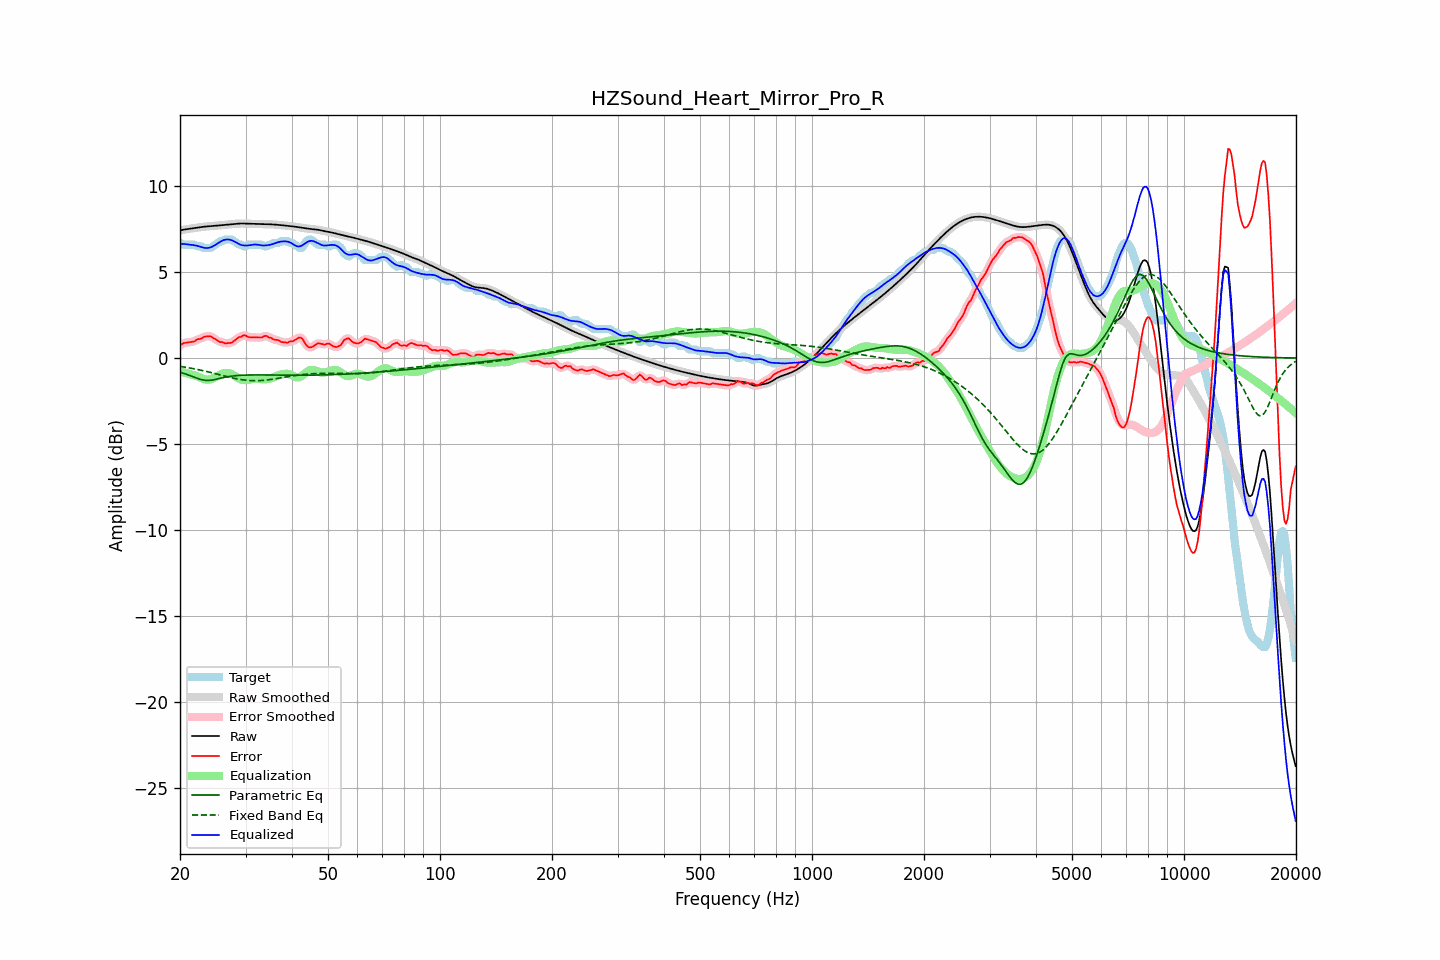 HZSound_Heart_Mirror_Pro_R
Amplitude (dBr)
10
5
0
−5
−10
−15
−20
−25
Target
Raw Smoothed
Error Smoothed
Raw
Error
Equalization
Parametric Eq
Fixed Band Eq
Equalized
20 50 100 200 500 1000 2000 5000 10000 20000
Frequency (Hz)